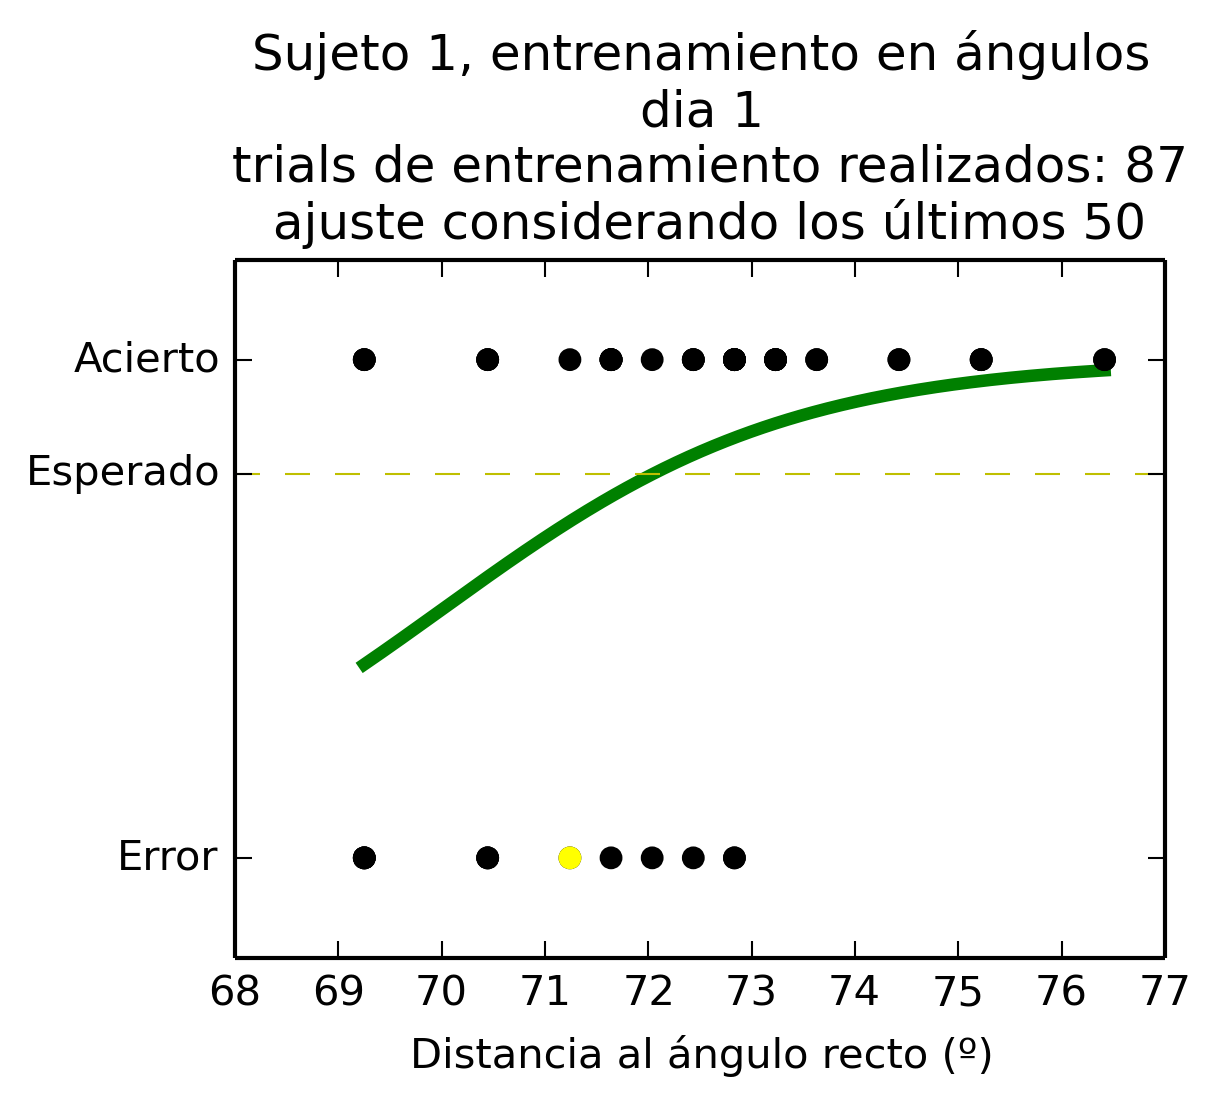 Sujeto 1, entrenamiento en ángulos
dia 1
trials de entrenamiento realizados: 87
ajuste considerando los últimos 50
Acierto
Esperado
Error
68 69 70 71 72 73 74 75 76 77
Distancia al ángulo recto (º)